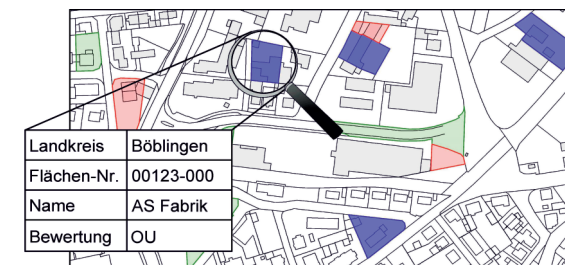 Landkreis Böblingen
Flächen-Nr. 00123-000
Name AS Fabrik
Bewertung OU